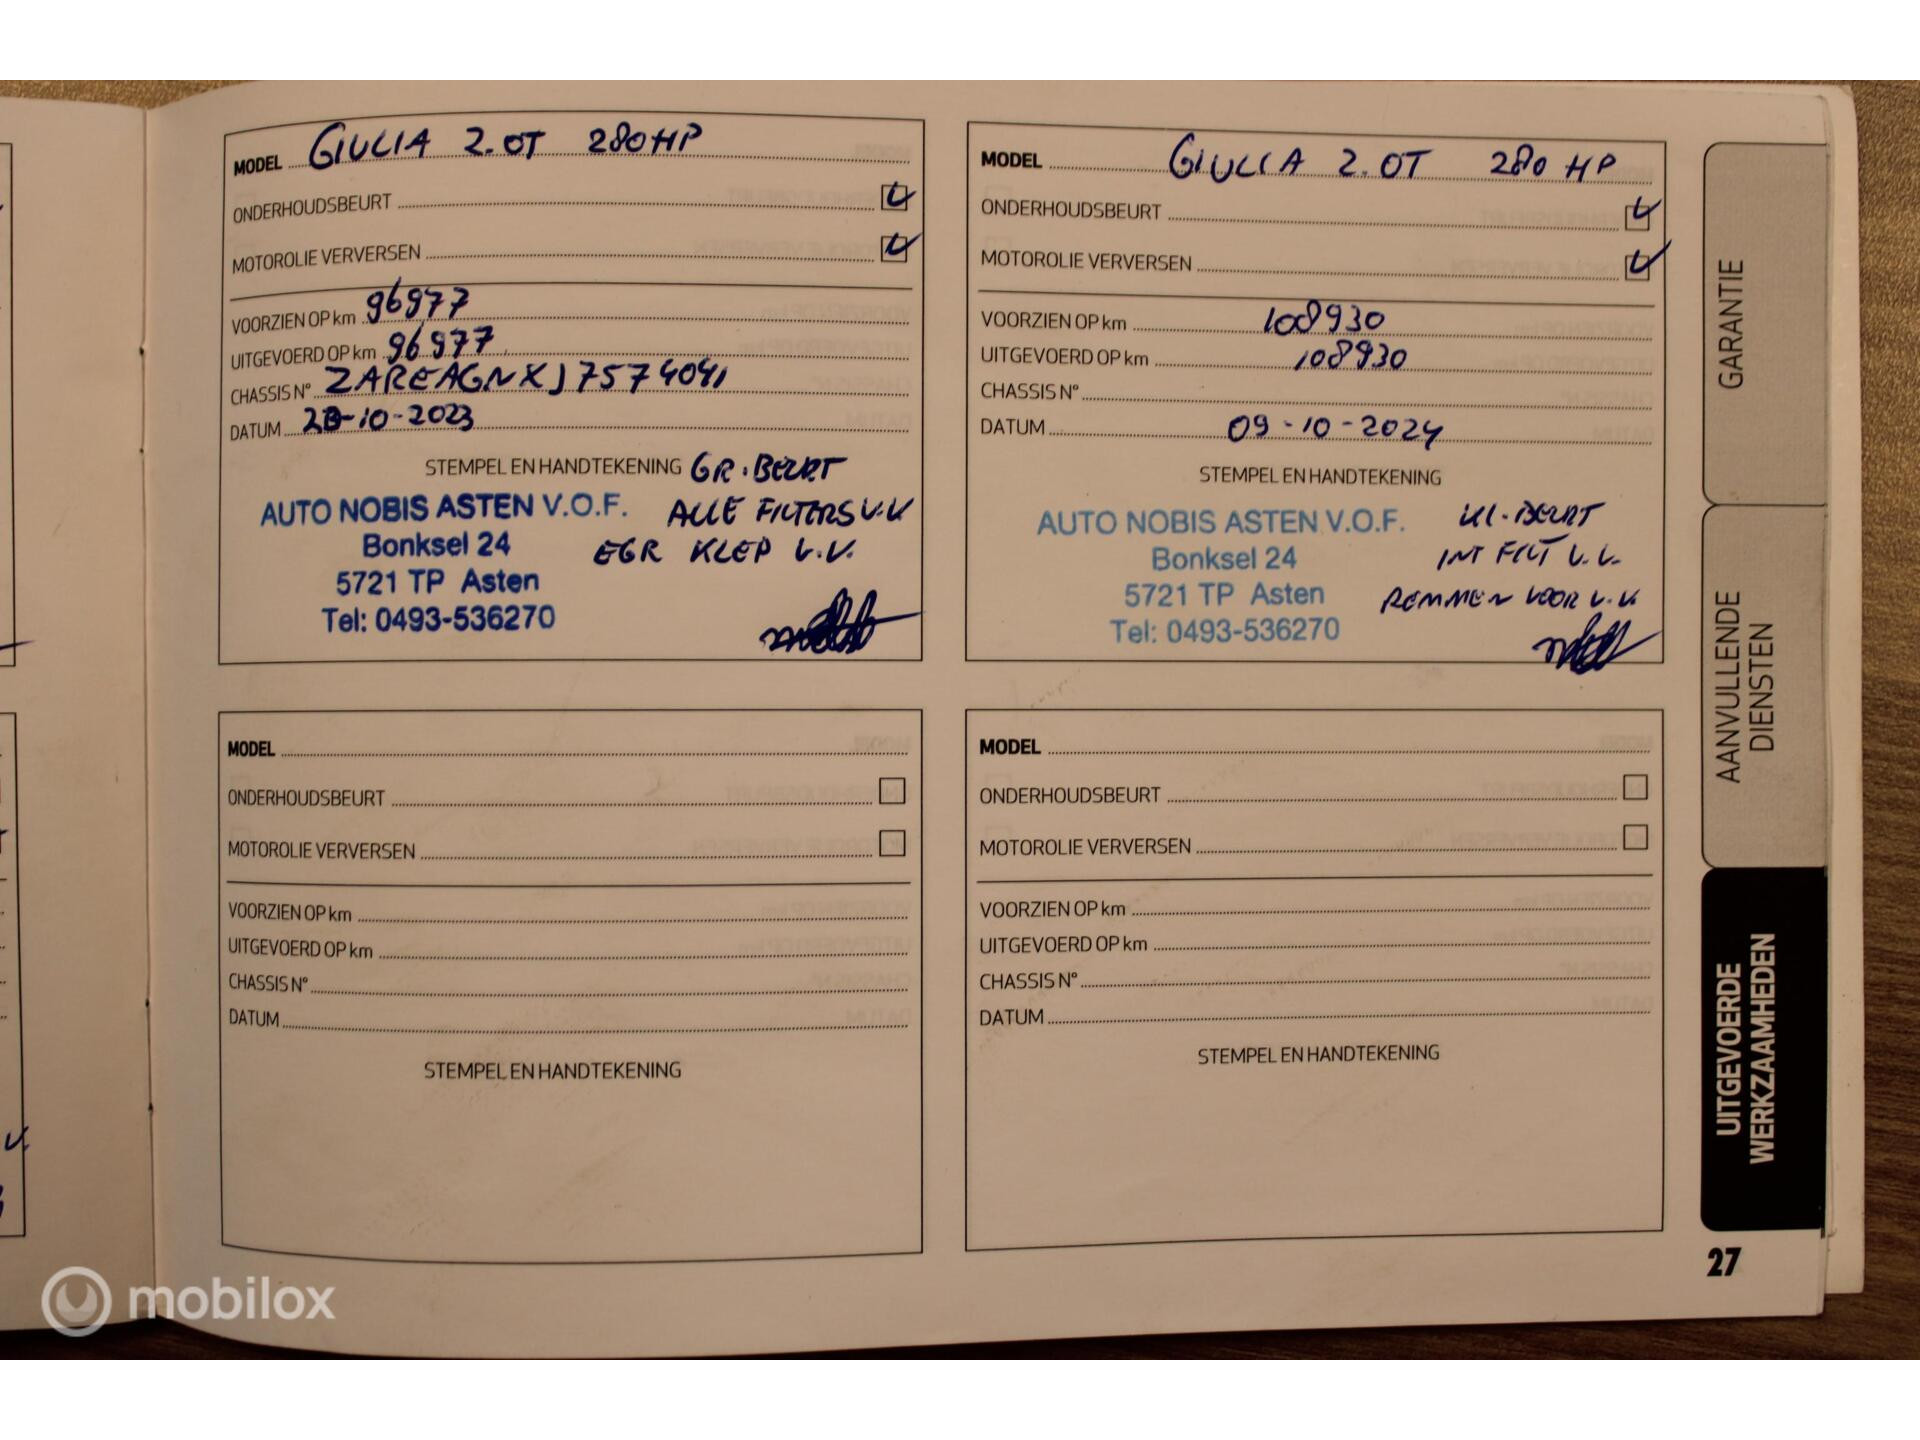 MODEL GIULIA 2.0T 280HP
ONDERHOUDSBEURT
MOTOROLIE VERVERSEN
VOORZIEN OP km 96977
UITGEVOERD OP km 96977
CHASSIS N° ZAREAGNXJ7574041
DATUM -10-2023
STEMPEL EN HANDTEKENING GR. BEURT
AUTO NOBIS ASTEN V.O.F. ALLE FILTERS V.V
Bonksel 24 EGR KLEP V.V.
5721 TP Asten
Tel: 0493-536270
MODEL GIULIA 2.0T 280 HP
ONDERHOUDSBEURT
MOTOROLIE VERVERSEN
VOORZIEN OP km 108930
UITGEVOERD OP km 108930
CHASSIS N°
DATUM 09-10-2024
STEMPEL EN HANDTEKENING
AUTO NOBIS ASTEN V.O.F. KL. BEURT
Bonksel 24 INT FILT V.V.
5721 TP Asten REMMEN VOOR V.V.
Tel: 0493-536270
MODEL
ONDERHOUDSBEURT
MOTOROLIE VERVERSEN
VOORZIEN OP km
UITGEVOERD OP km
CHASSIS N°
DATUM
STEMPEL EN HANDTEKENING
MODEL
ONDERHOUDSBEURT
MOTOROLIE VERVERSEN
VOORZIEN OP km
UITGEVOERD OP km
CHASSIS N°
DATUM
STEMPEL EN HANDTEKENING
GARANTIE
AANVULLENDE
DIENSTEN
UITGEVOERDE
WERKZAAMHEDEN
27
mobilox